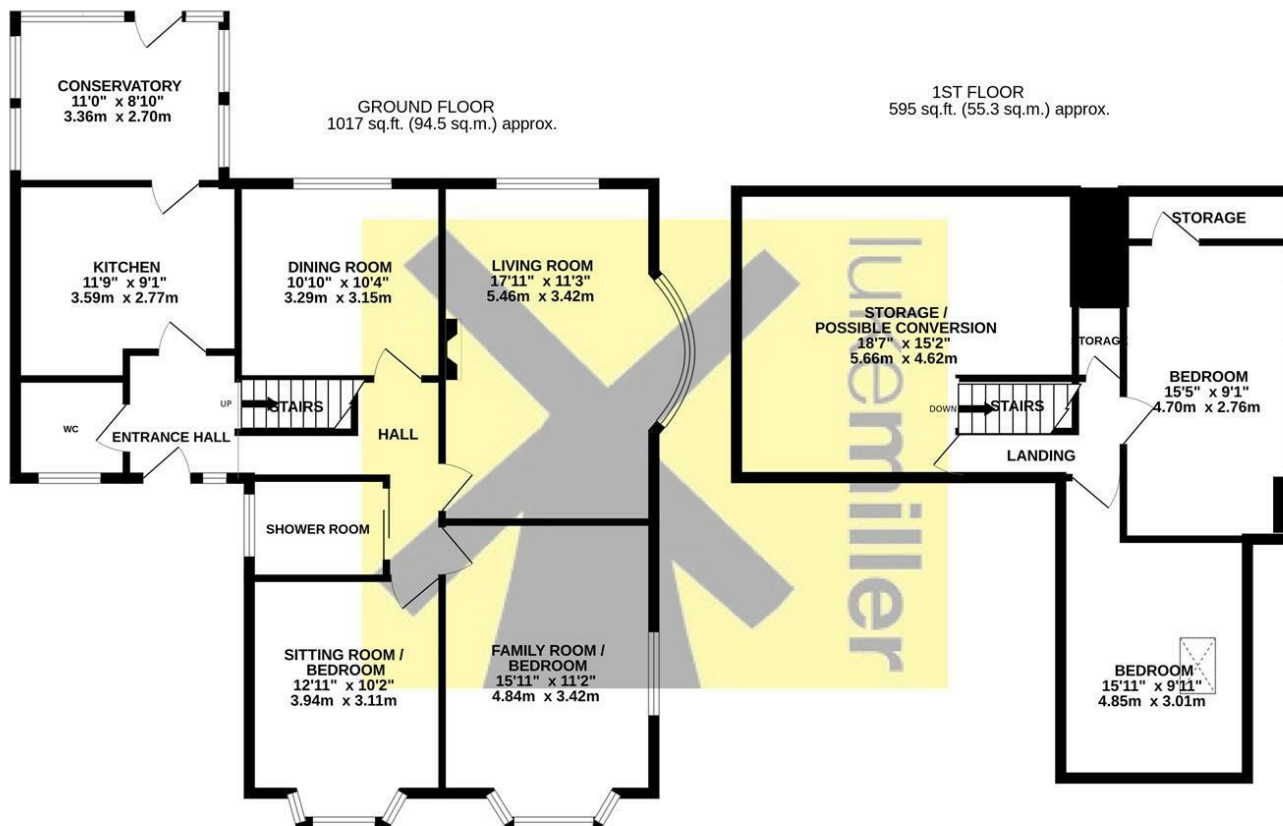 CONSERVATORY
11'0" x 8'10"
3.36m x 2.70m
GROUND FLOOR
1017 sq.ft. (94.5 sq.m.) approx.
1ST FLOOR
595 sq.ft. (55.3 sq.m.) approx.
KITCHEN
11'9" x 9'1"
3.59m x 2.77m
DINING ROOM
10'10" x 10'4"
3.29m x 3.15m
LIVING ROOM
17'11" x 11'3"
5.46m x 3.42m
WC
ENTRANCE HALL
UP
STAIRS
HALL
SHOWER ROOM
SITTING ROOM /
BEDROOM
12'11" x 10'2"
3.94m x 3.11m
FAMILY ROOM /
BEDROOM
15'11" x 11'2"
4.84m x 3.42m
lukemiller
STORAGE /
POSSIBLE CONVERSION
18'7" x 15'2"
5.66m x 4.62m
STORAGE
STORAGE
BEDROOM
15'5" x 9'1"
4.70m x 2.76m
DOWN
STAIRS
LANDING
BEDROOM
15'11" x 9'11"
4.85m x 3.01m